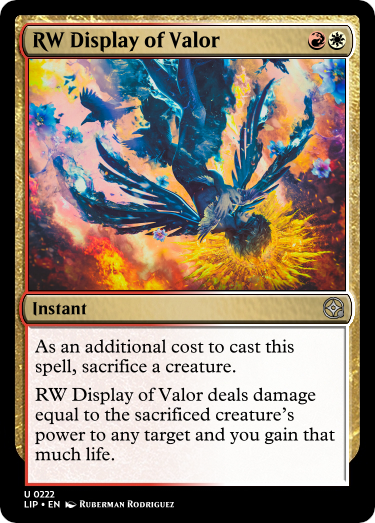 RW Display of Valor
Instant
As an additional cost to cast this
spell, sacrifice a creature.
RW Display of Valor deals damage
equal to the sacrificed creature's
power to any target and you gain that
much life.
U 0222
LIP • EN Ruberman Rodriguez